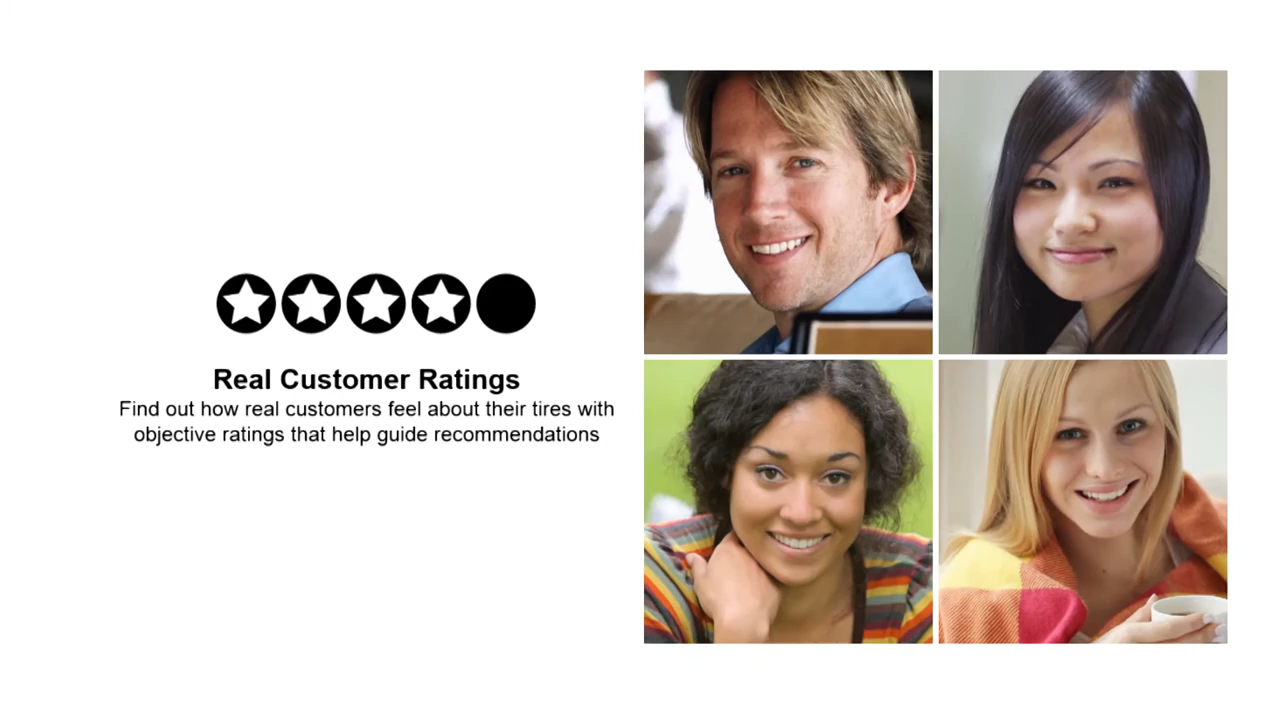 Real Customer Ratings
Find out how real customers feel about their tires with
objective ratings that help guide recommendations